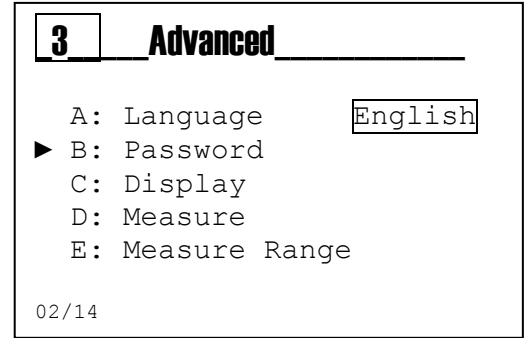 3 Advanced
A: Language English
► B: Password
C: Display
D: Measure
E: Measure Range
02/14